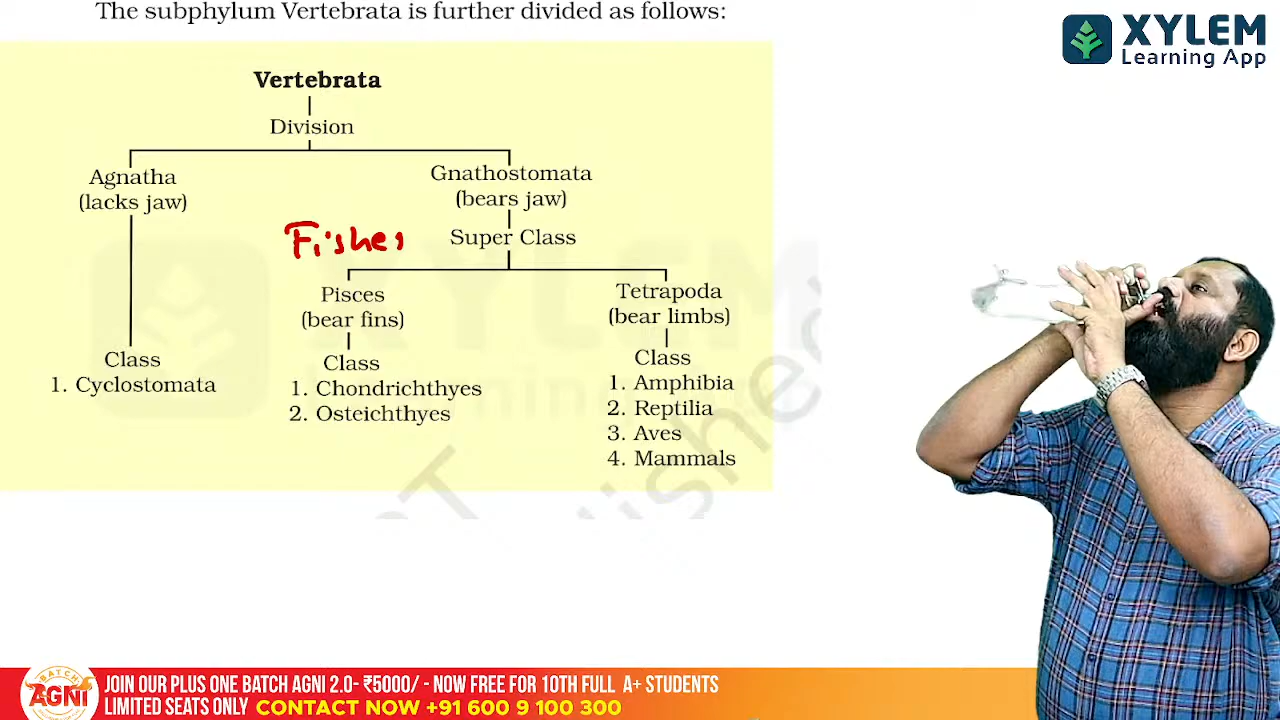 The subphylum Vertebrata is further divided as follows:
XYLEM
Learning App
Vertebrata
Division
Agnatha
(lacks jaw)
Gnathostomata
(bears jaw)
Fishes
Super Class
Pisces
(bear fins)
Tetrapoda
(bear limbs)
Class
1. Cyclostomata
Class
1. Chondrichthyes
2. Osteichthyes
Class
1. Amphibia
2. Reptilia
3. Aves
4. Mammals
BATCH
AGNI
JOIN OUR PLUS ONE BATCH AGNI 2.0- ₹5000/ - NOW FREE FOR 10TH FULL A+ STUDENTS
LIMITED SEATS ONLY CONTACT NOW +91 600 9 100 300